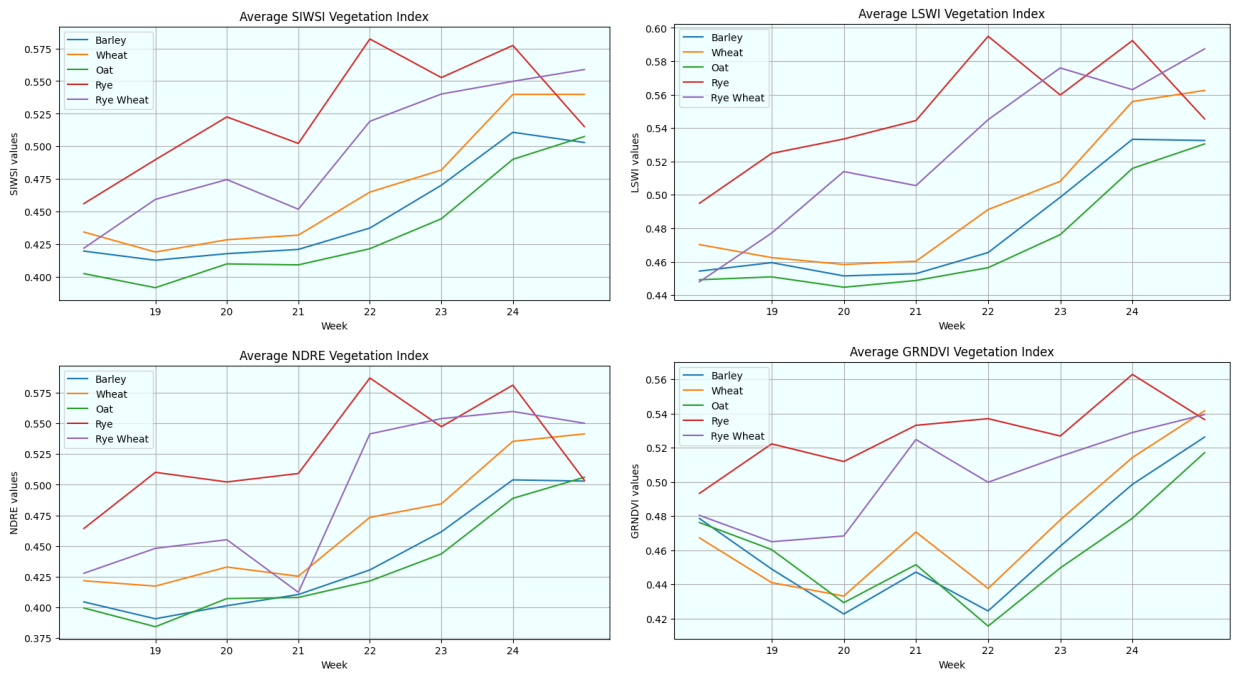 Average SIWSI Vegetation Index
Barley
Wheat
Oat
Rye
Rye Wheat
SIWSI values
0.575
0.550
0.525
0.500
0.475
0.450
0.425
0.400
19 20 21 22 23 24
Week
Average LSWI Vegetation Index
Barley
Wheat
Oat
Rye
Rye Wheat
LSWI values
0.60
0.58
0.56
0.54
0.52
0.50
0.48
0.46
0.44
19 20 21 22 23 24
Week
Average NDRE Vegetation Index
Barley
Wheat
Oat
Rye
Rye Wheat
NDRE values
0.575
0.550
0.525
0.500
0.475
0.450
0.425
0.400
0.375
19 20 21 22 23 24
Week
Average GRNDVI Vegetation Index
Barley
Wheat
Oat
Rye
Rye Wheat
GRNDVI values
0.56
0.54
0.52
0.50
0.48
0.46
0.44
0.42
19 20 21 22 23 24
Week